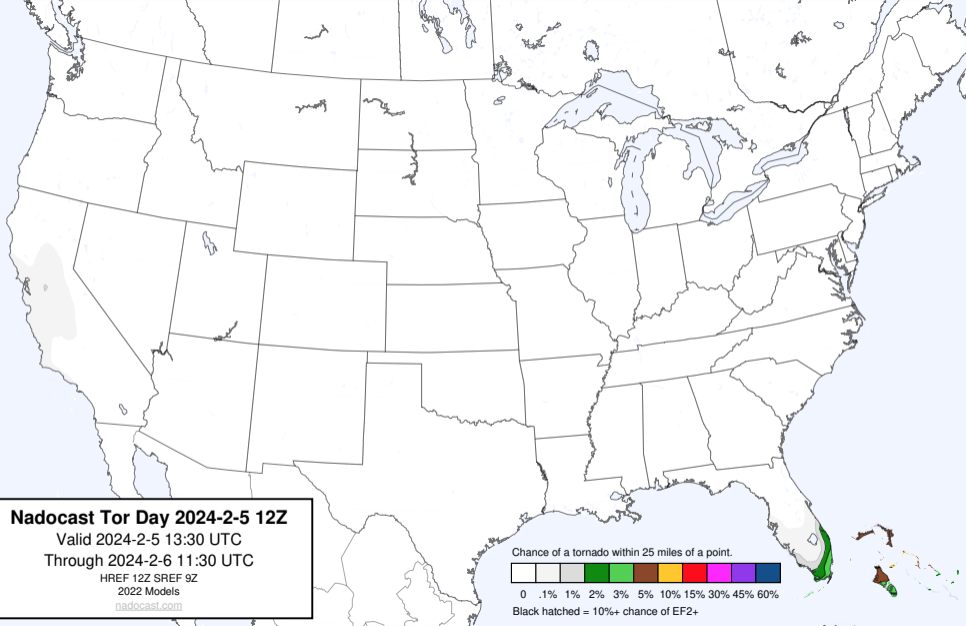 Nadocast Tor Day 2024-2-5 12Z
Valid 2024-2-5 13:30 UTC
Through 2024-2-6 11:30 UTC
HREF 12Z SREF 9Z
2022 Models
nadocast.com
Chance of a tornado within 25 miles of a point.
0 .1% 1% 2% 3% 5% 10% 15% 30% 45% 60%
Black hatched = 10%+ chance of EF2+